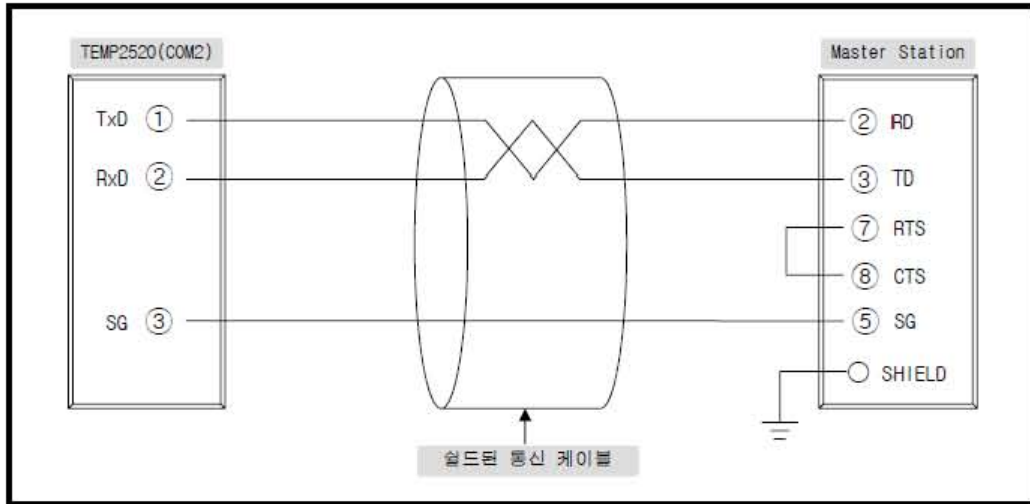 TEMP2520(COM2)
Master Station
TxD ①
② RD
RxD ②
③ TD
⑦ RTS
⑧ CTS
SG ③
⑤ SG
SHIELD
쉴드된 통신 케이블